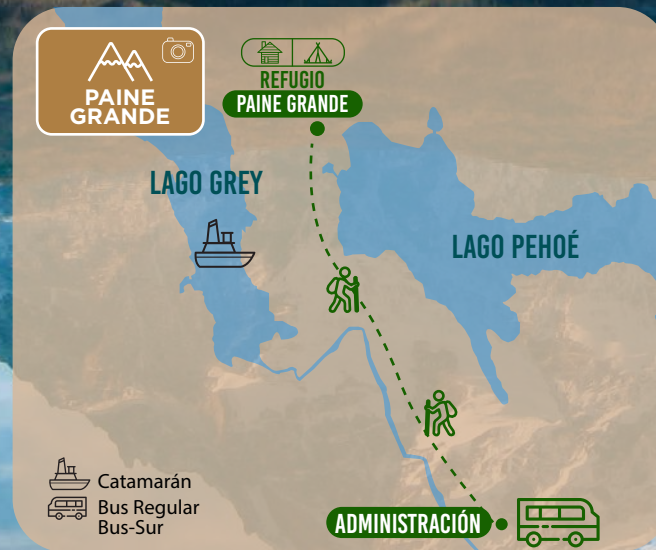 PAINE
GRANDE
REFUGIO
PAINE GRANDE
LAGO GREY
LAGO PEHOÉ
Catamarán
Bus Regular
Bus-Sur
ADMINISTRACIÓN